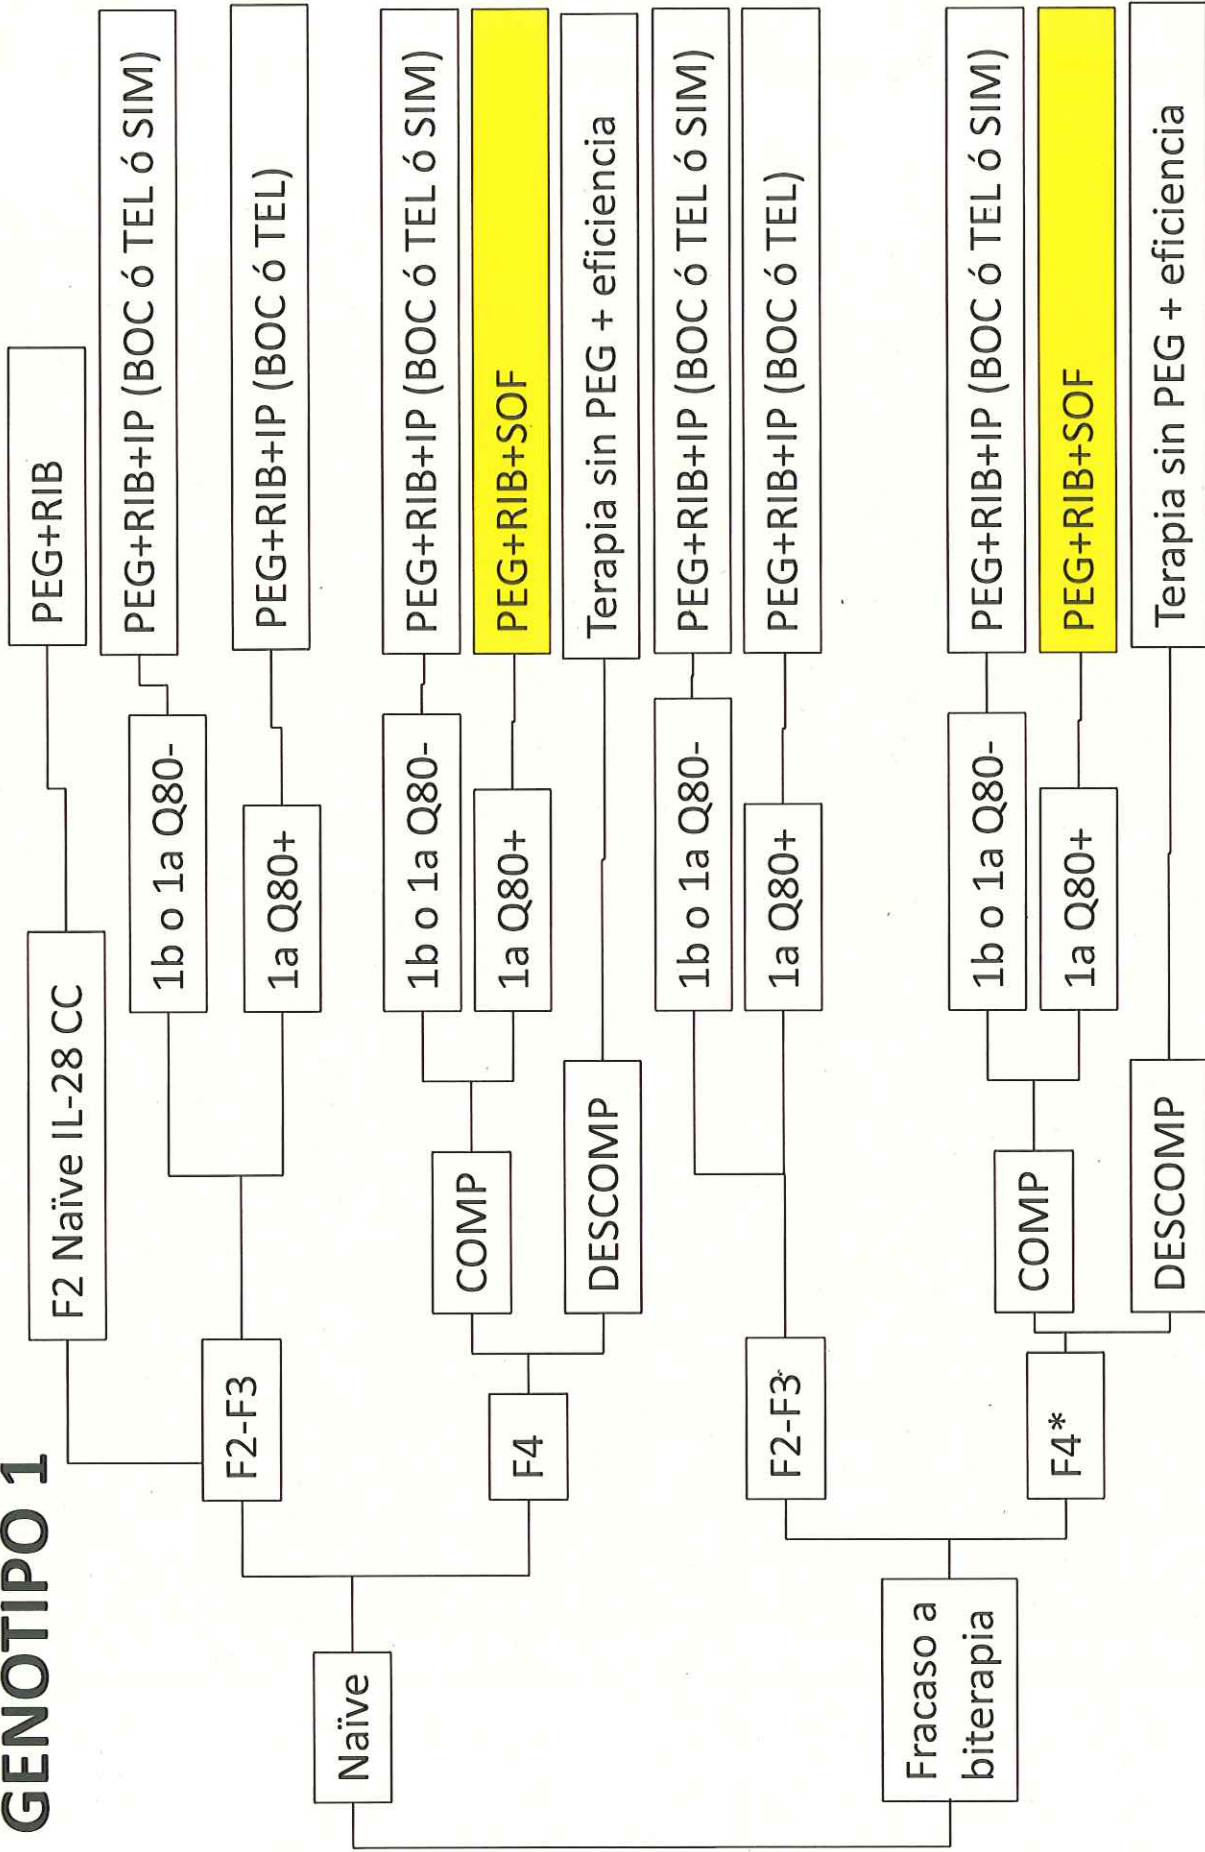 GENOTIPO 1
Naïve
F2-F3
F2 Naïve IL-28 CC
PEG+RIB
1b o 1a Q80-
PEG+RIB+IP (BOC ó TEL ó SIM)
1a Q80+
PEG+RIB+IP (BOC ó TEL)
F4
COMP
1b o 1a Q80-
PEG+RIB+IP (BOC ó TEL ó SIM)
1a Q80+
PEG+RIB+SOF
DESCOMP
Terapia sin PEG + eficiencia
Fracaso a
biterapia
F2-F3
1b o 1a Q80-
PEG+RIB+IP (BOC ó TEL ó SIM)
1a Q80+
PEG+RIB+IP (BOC ó TEL)
F4*
COMP
1b o 1a Q80-
PEG+RIB+IP (BOC ó TEL ó SIM)
1a Q80+
PEG+RIB+SOF
DESCOMP
Terapia sin PEG + eficiencia